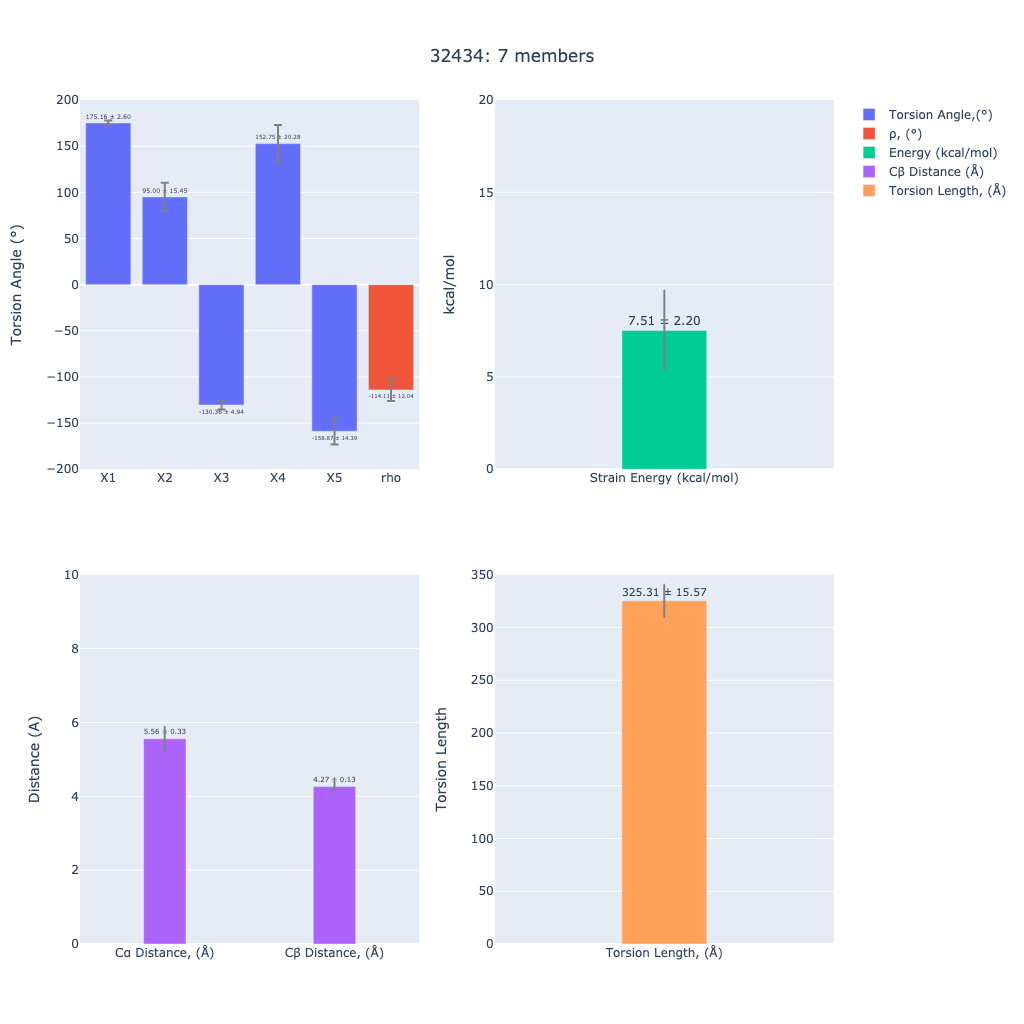 32434: 7 members
Torsion Angle (°)
200
150
100
50
0
−50
−100
−150
−200
175.16 ± 2.60
95.00 ± 15.45
-130.36 ± 4.94
152.75 ± 20.28
-158.87 ± 14.39
-114.11 ± 12.04
X1 X2 X3 X4 X5 rho
kcal/mol
20
15
10
5
0
7.51 ± 2.20
Strain Energy (kcal/mol)
Torsion Angle,(°)
ρ, (°)
Energy (kcal/mol)
Cβ Distance (Å)
Torsion Length, (Å)
Distance (A)
10
8
6
4
2
0
5.56 ± 0.33
4.27 ± 0.13
Cα Distance, (Å) Cβ Distance, (Å)
Torsion Length
350
300
250
200
150
100
50
0
325.31 ± 15.57
Torsion Length, (Å)